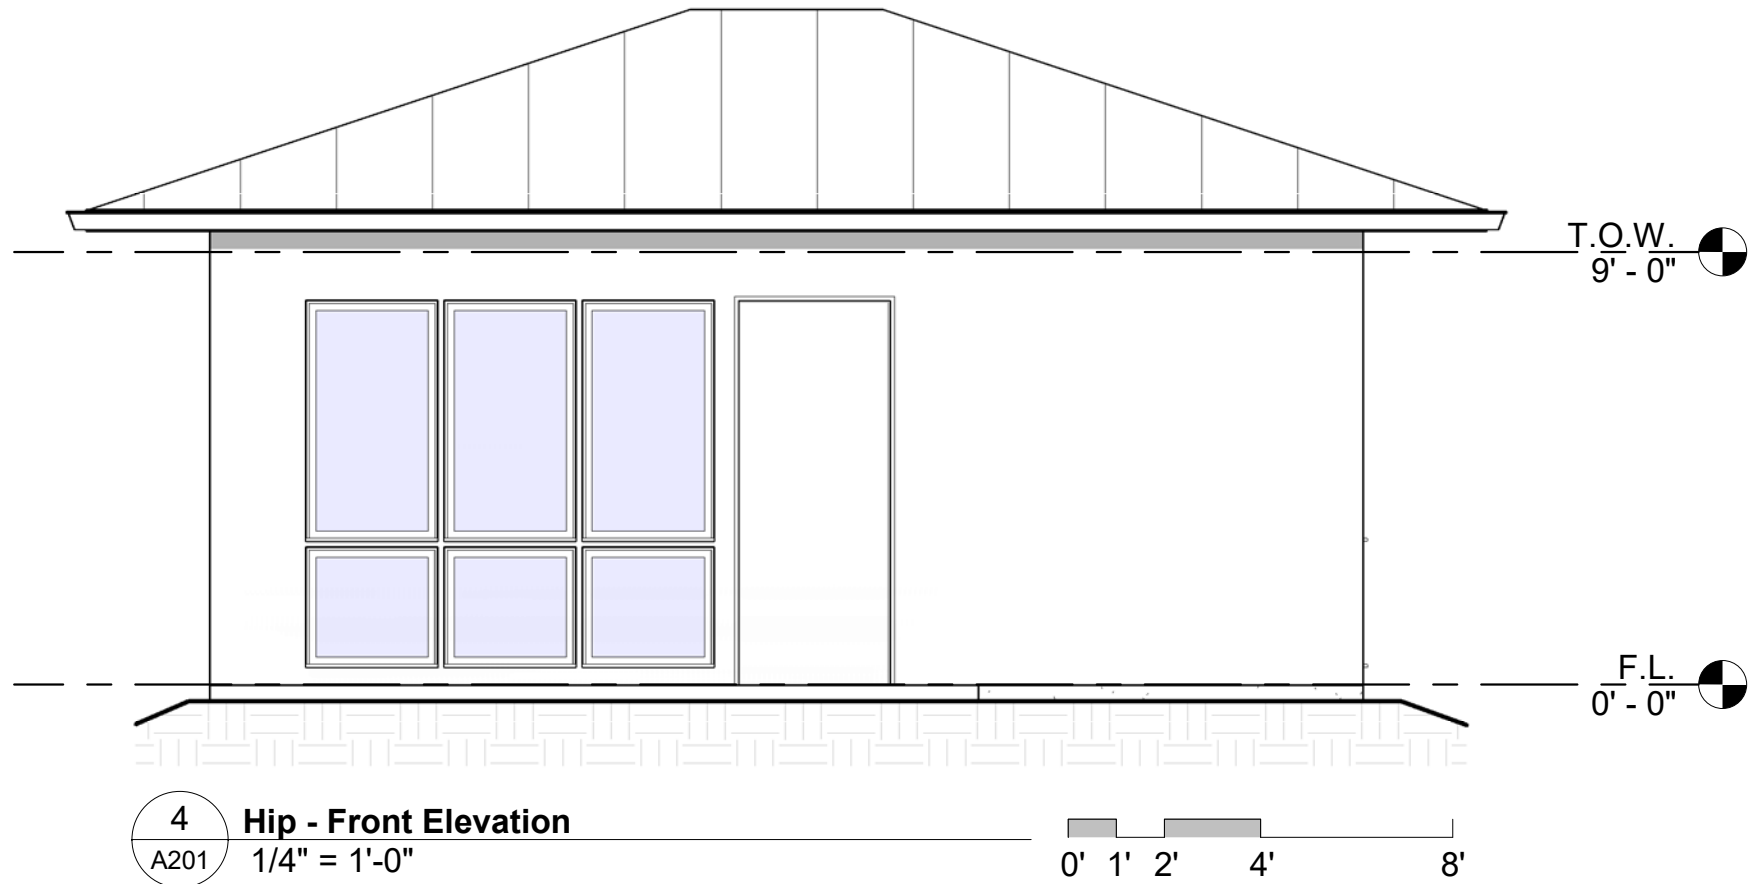 T.O.W.
9' - 0"
F.L.
0' - 0"
4
A201
Hip - Front Elevation
1/4" = 1'-0"
0' 1' 2' 4' 8'